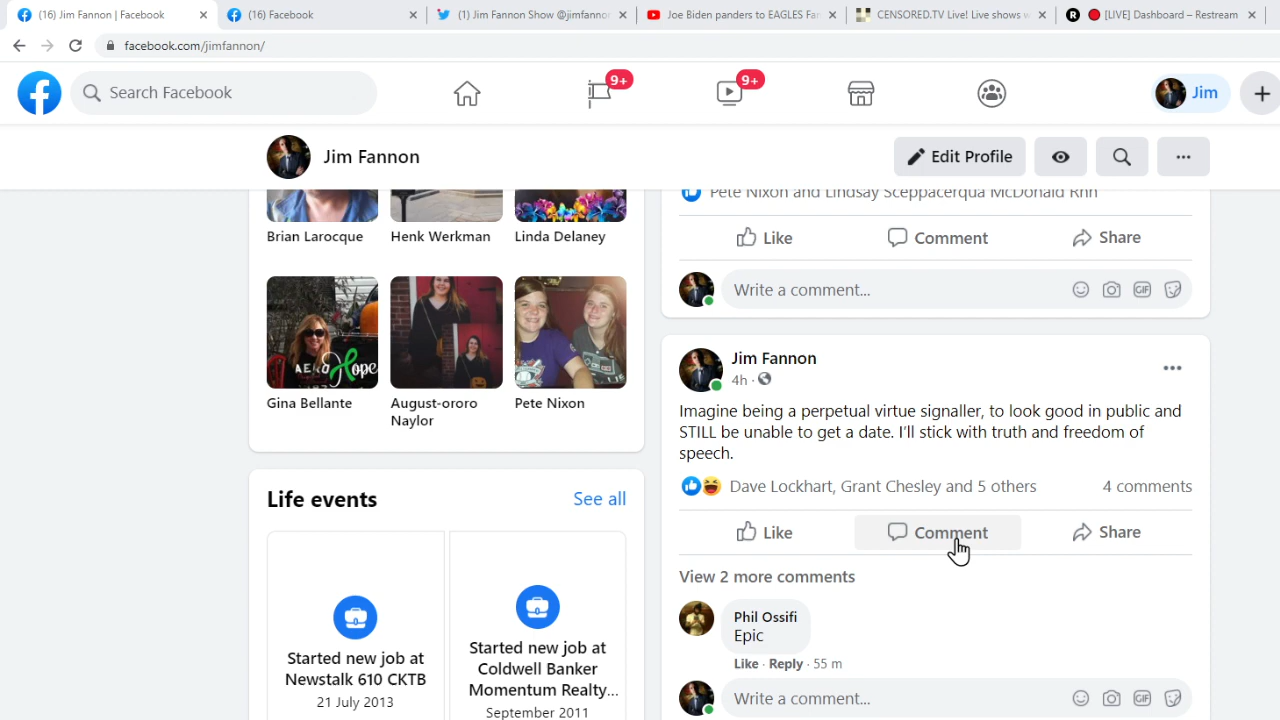 (16) Jim Fannon | Facebook
(16) Facebook
(1) Jim Fannon Show @jimfannon
Joe Biden panders to EAGLES Fan
CENSORED.TV Live! Live shows w
[LIVE] Dashboard – Restream
facebook.com/jimfannon/
Search Facebook
9+
9+
Jim
Jim Fannon
Edit Profile
Pete Nixon and Lindsay Sceppacerqua McDonald Rnn
Brian Larocque
Henk Werkman
Linda Delaney
Like
Comment
Share
Write a comment...
GIF
AERO
Hope
Gina Bellante
August-ororo
Naylor
Pete Nixon
Jim Fannon
4h
Imagine being a perpetual virtue signaller, to look good in public and
STILL be unable to get a date. I'll stick with truth and freedom of
speech.
Dave Lockhart, Grant Chesley and 5 others
4 comments
Like
Comment
Share
View 2 more comments
Phil Ossifi
Epic
Like · Reply · 55 m
Write a comment...
GIF
Life events
See all
Started new job at
Newstalk 610 CKTB
21 July 2013
Started new job at
Coldwell Banker
Momentum Realty...
September 2011